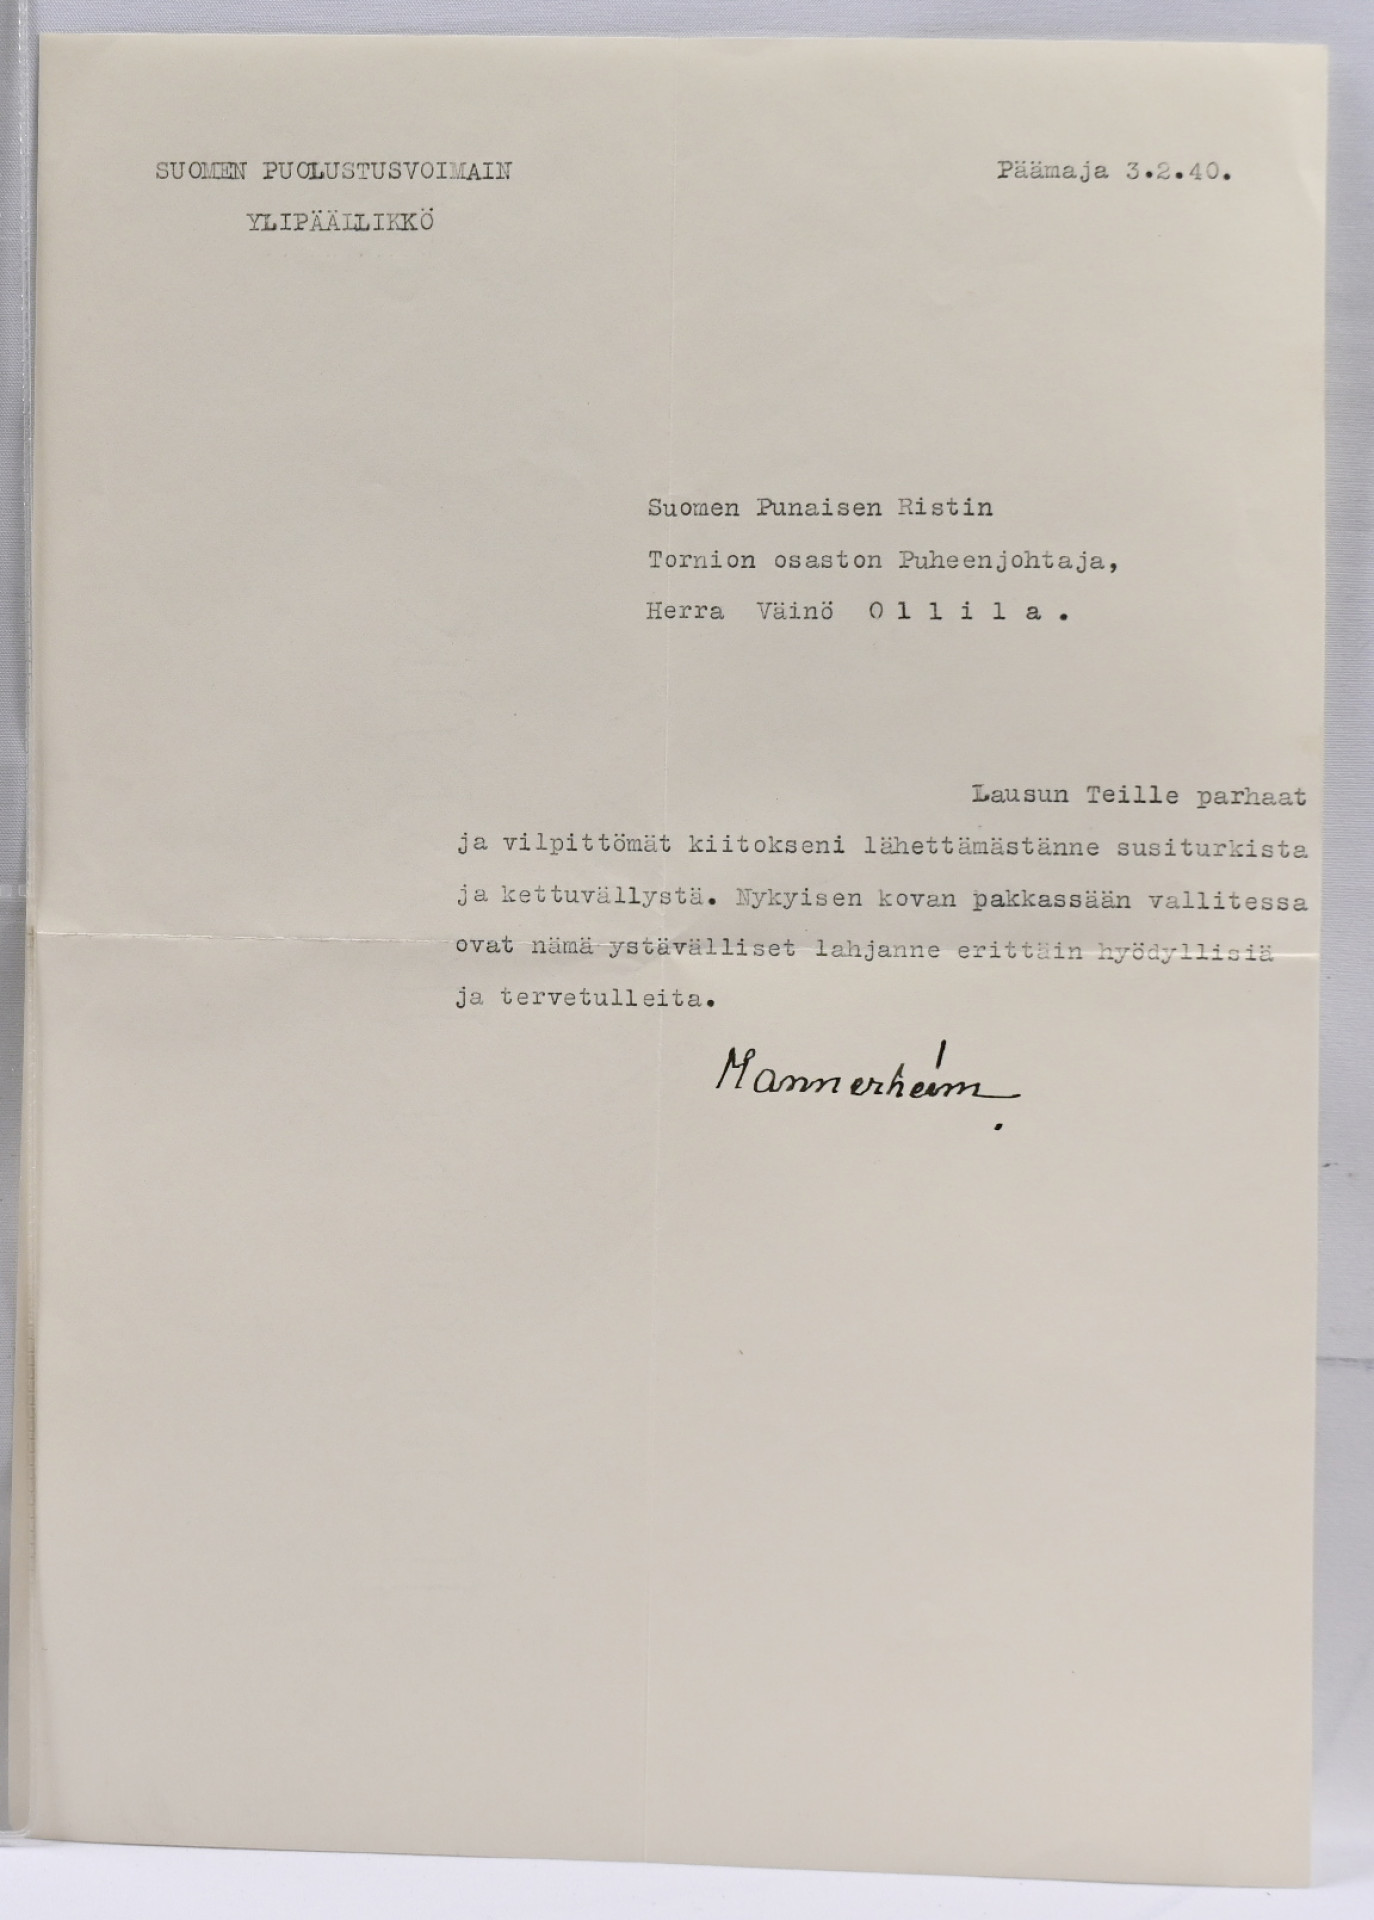 SUOMEN PUOLUSTUSVOIMAIN
YLIPÄÄLLIKKÖ
Päämaja 3.2.40.
Suomen Punaisen Ristin
Tornion osaston Puheenjohtaja,
Herra Väinö O l l i l a .
Lausun Teille parhaat
ja vilpittömät kiitokseni lähettämästänne susiturkista
ja kettuvällystä. Nykyisen kovan pakkassään vallitessa
ovat nämä ystävälliset lahjanne erittäin hyödyllisiä
ja tervetulleita.
Mannerheim.